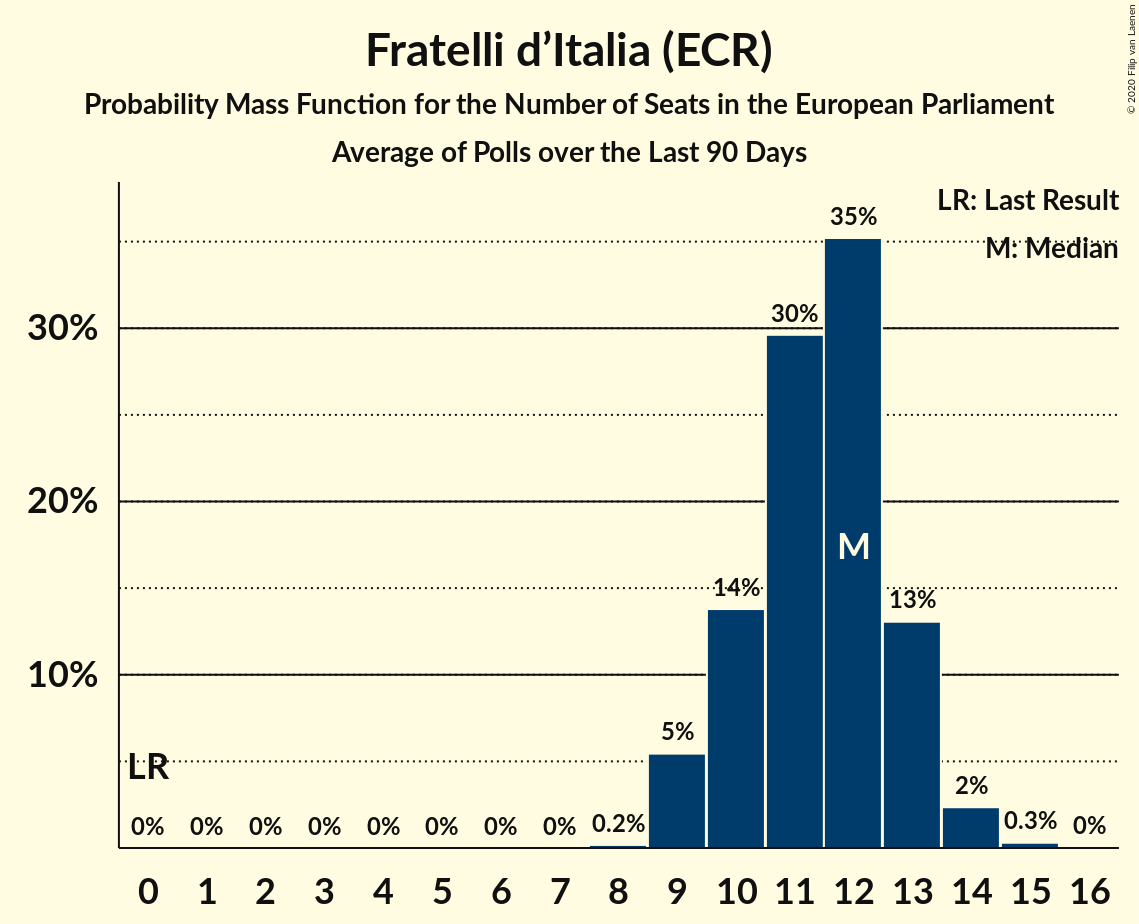 Fratelli d’Italia (ECR)
Probability Mass Function for the Number of Seats in the European Parliament
Average of Polls over the Last 90 Days
© 2020 Filip van Laenen
LR: Last Result
M: Median
35%
30%
30%
20%
M
14%
13%
10%
5%
LR
2%
0% 0% 0% 0% 0% 0% 0% 0% 0.2% 0.3% 0%
0 1 2 3 4 5 6 7 8 9 10 11 12 13 14 15 16